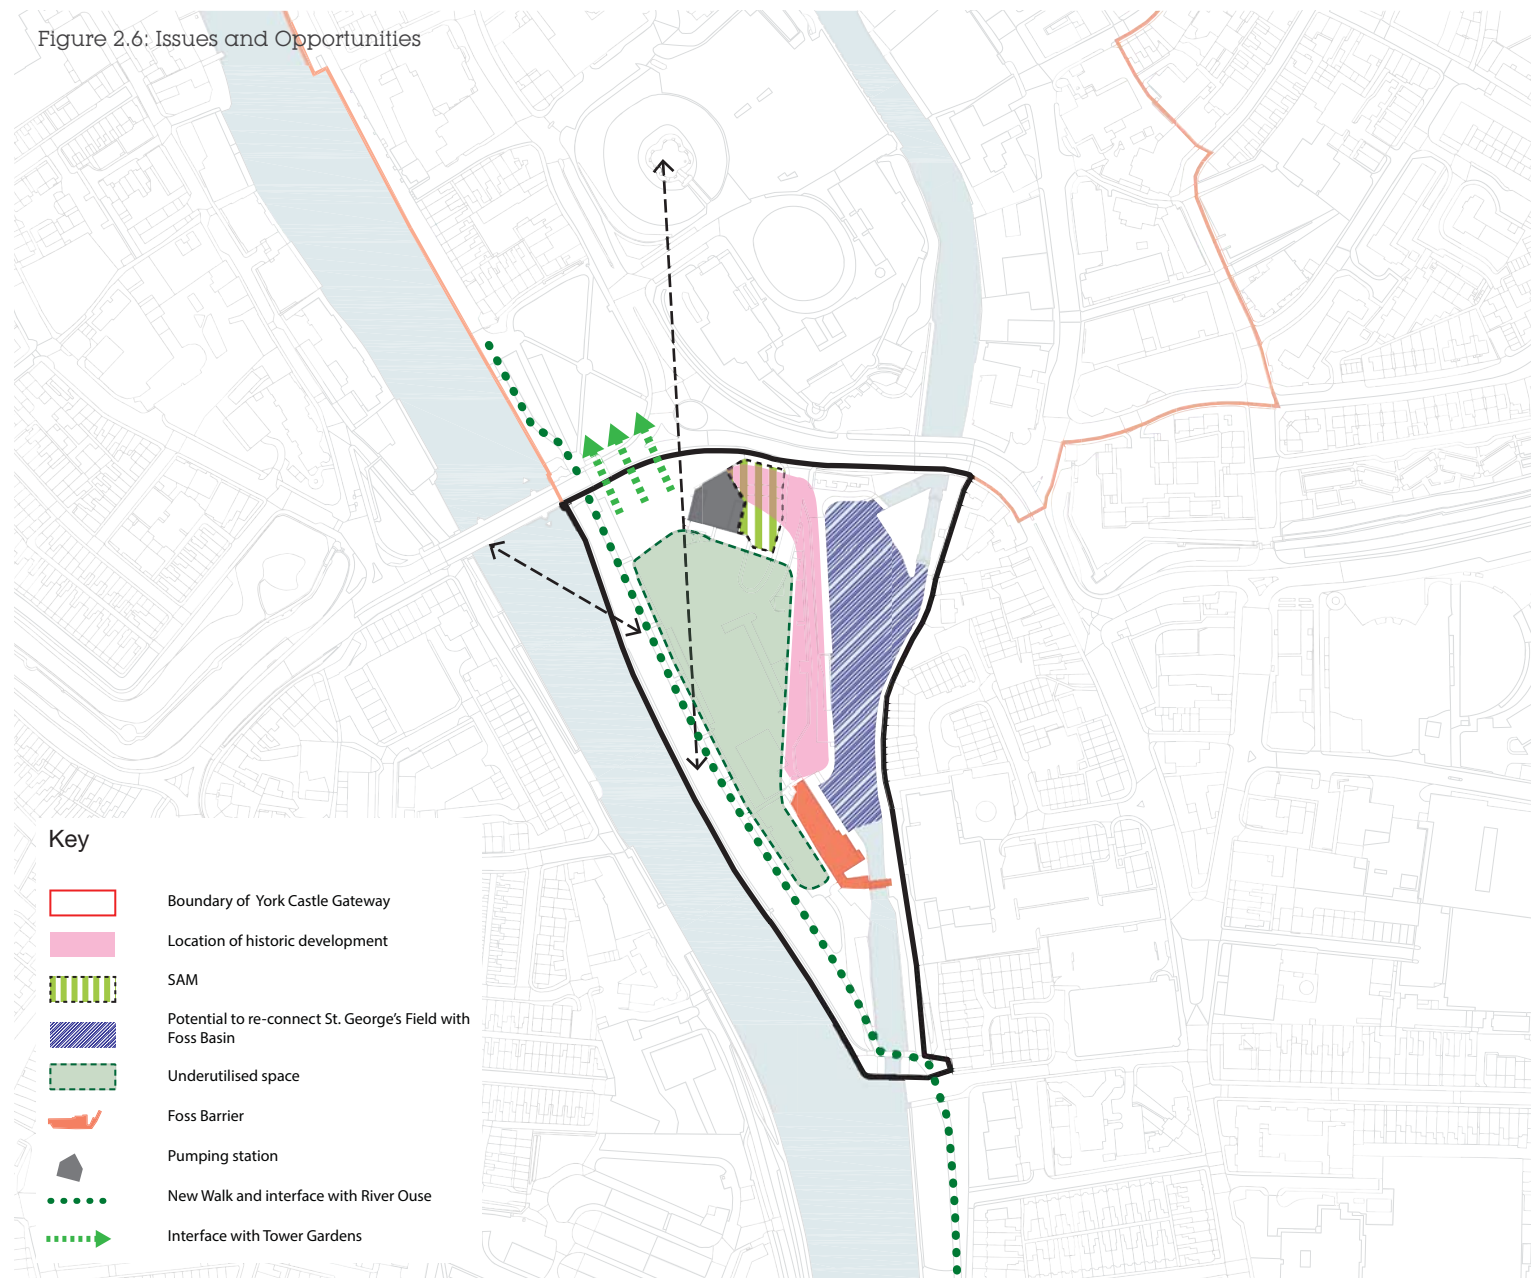 Figure 2.6: Issues and Opportunities
Key
Boundary of York Castle Gateway
Location of historic development
SAM
Potential to re-connect St. George's Field with
Foss Basin
Underutilised space
Foss Barrier
Pumping station
New Walk and interface with River Ouse
Interface with Tower Gardens